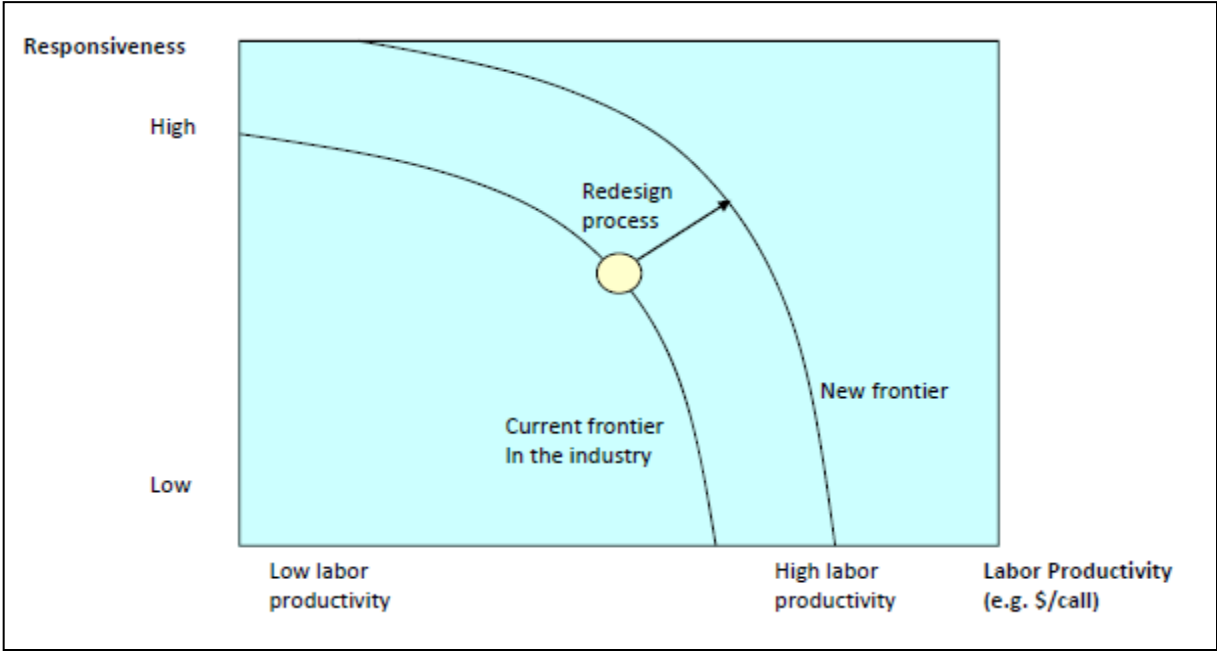 Responsiveness
High
Redesign
process
New frontier
Current frontier
In the industry
Low
Low labor
productivity
High labor
productivity
Labor Productivity
(e.g. $/call)